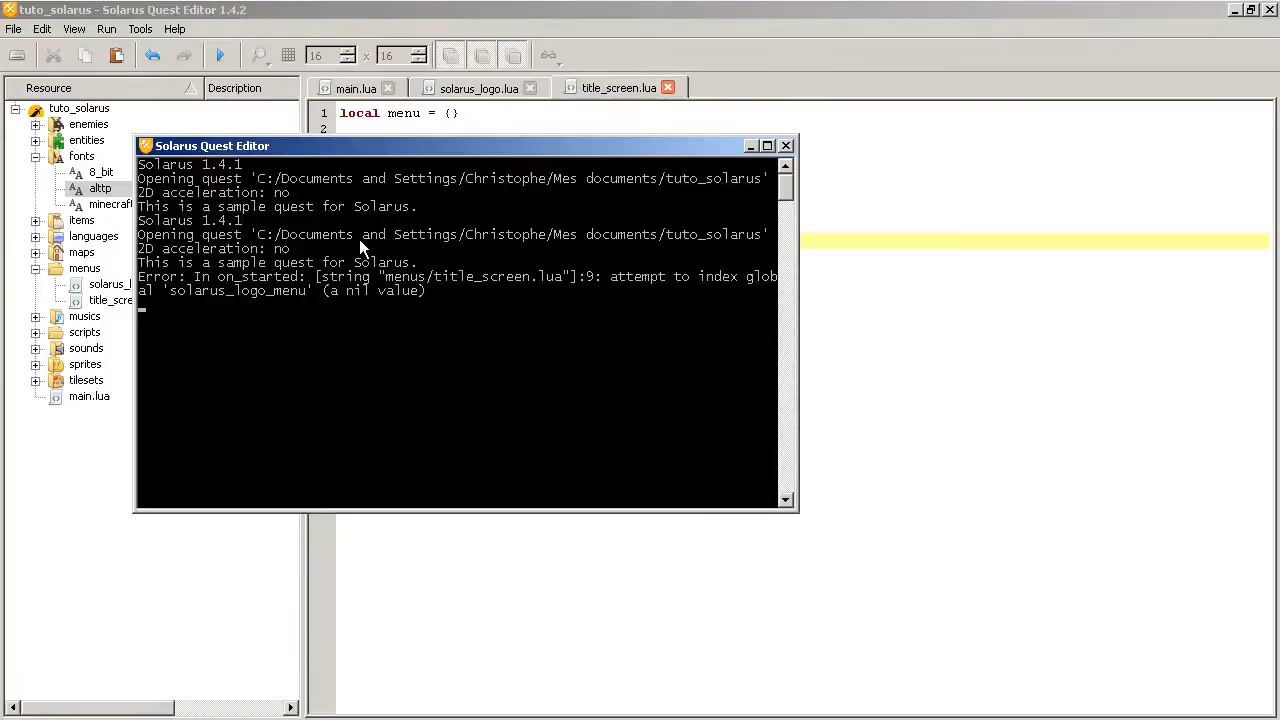 tuto_solarus - Solarus Quest Editor 1.4.2
File Edit View Run Tools Help
16 x 16
Resource Description
main.lua solarus_logo.lua title_screen.lua
tuto_solarus
enemies
entities
fonts
8_bit
alttp
minecraf
items
languages
maps
menus
solarus_l
title_scre
musics
scripts
sounds
sprites
tilesets
main.lua
1 local menu = {}
2
Solarus Quest Editor
Solarus 1.4.1
Opening quest 'C:/Documents and Settings/Christophe/Mes documents/tuto_solarus'
2D acceleration: no
This is a sample quest for Solarus.
Solarus 1.4.1
Opening quest 'C:/Documents and Settings/Christophe/Mes documents/tuto_solarus'
2D acceleration: no
This is a sample quest for Solarus.
Error: In on_started: [string "menus/title_screen.lua"]:9: attempt to index glob
al 'solarus_logo_menu' (a nil value)